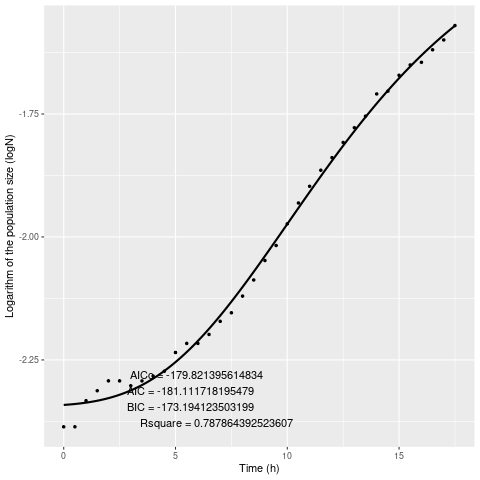 Logarithm of the population size (logN)
-1.75
-2.00
-2.25
AICc = -179.821395614834
AIC = -181.111718195479
BIC = -173.194123503199
Rsquare = 0.787864392523607
0 5 10 15
Time (h)